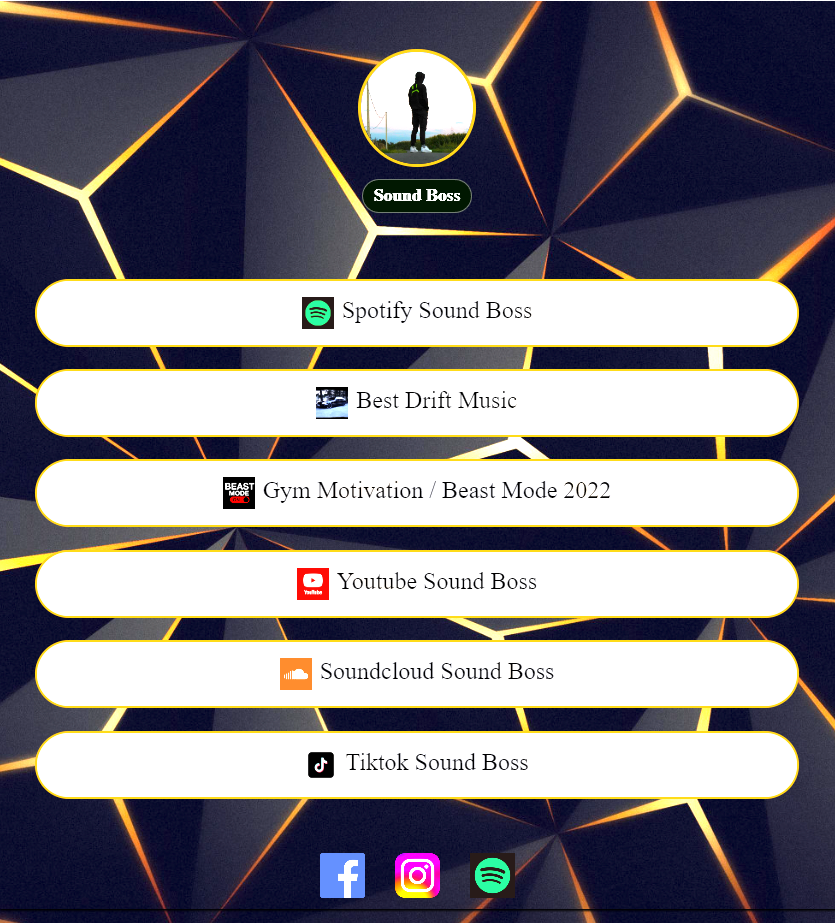 Sound Boss
Spotify Sound Boss
Best Drift Music
BEAST
MODE
Gym Motivation / Beast Mode 2022
YouTube
Youtube Sound Boss
Soundcloud Sound Boss
Tiktok Sound Boss